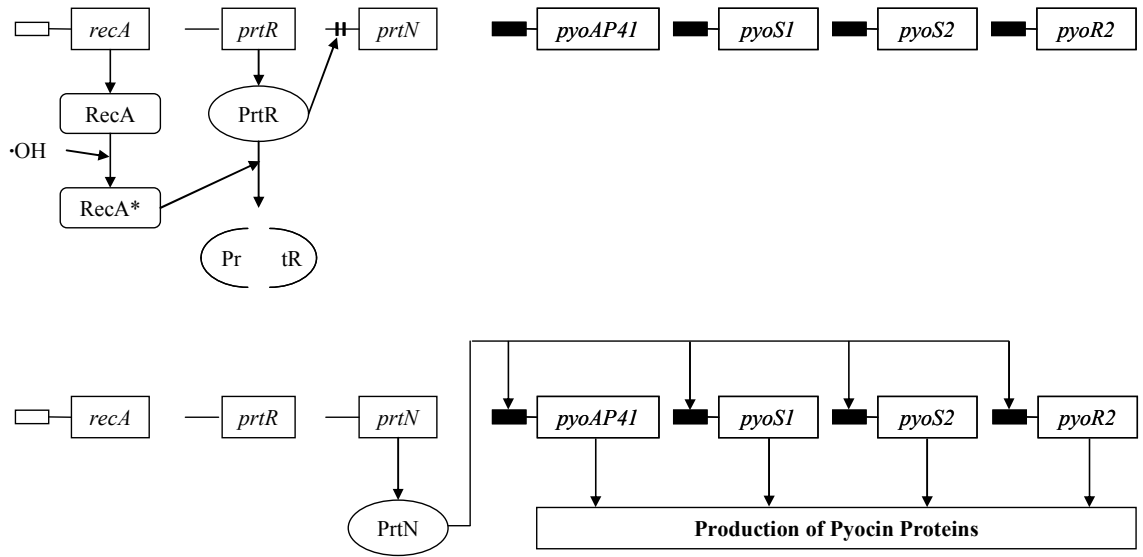 recA prtR prtN pyoAP41 pyoS1 pyoS2 pyoR2
RecA PrtR
·OH
RecA*
Pr tR
recA prtR prtN pyoAP41 pyoS1 pyoS2 pyoR2
PrtN Production of Pyocin Proteins